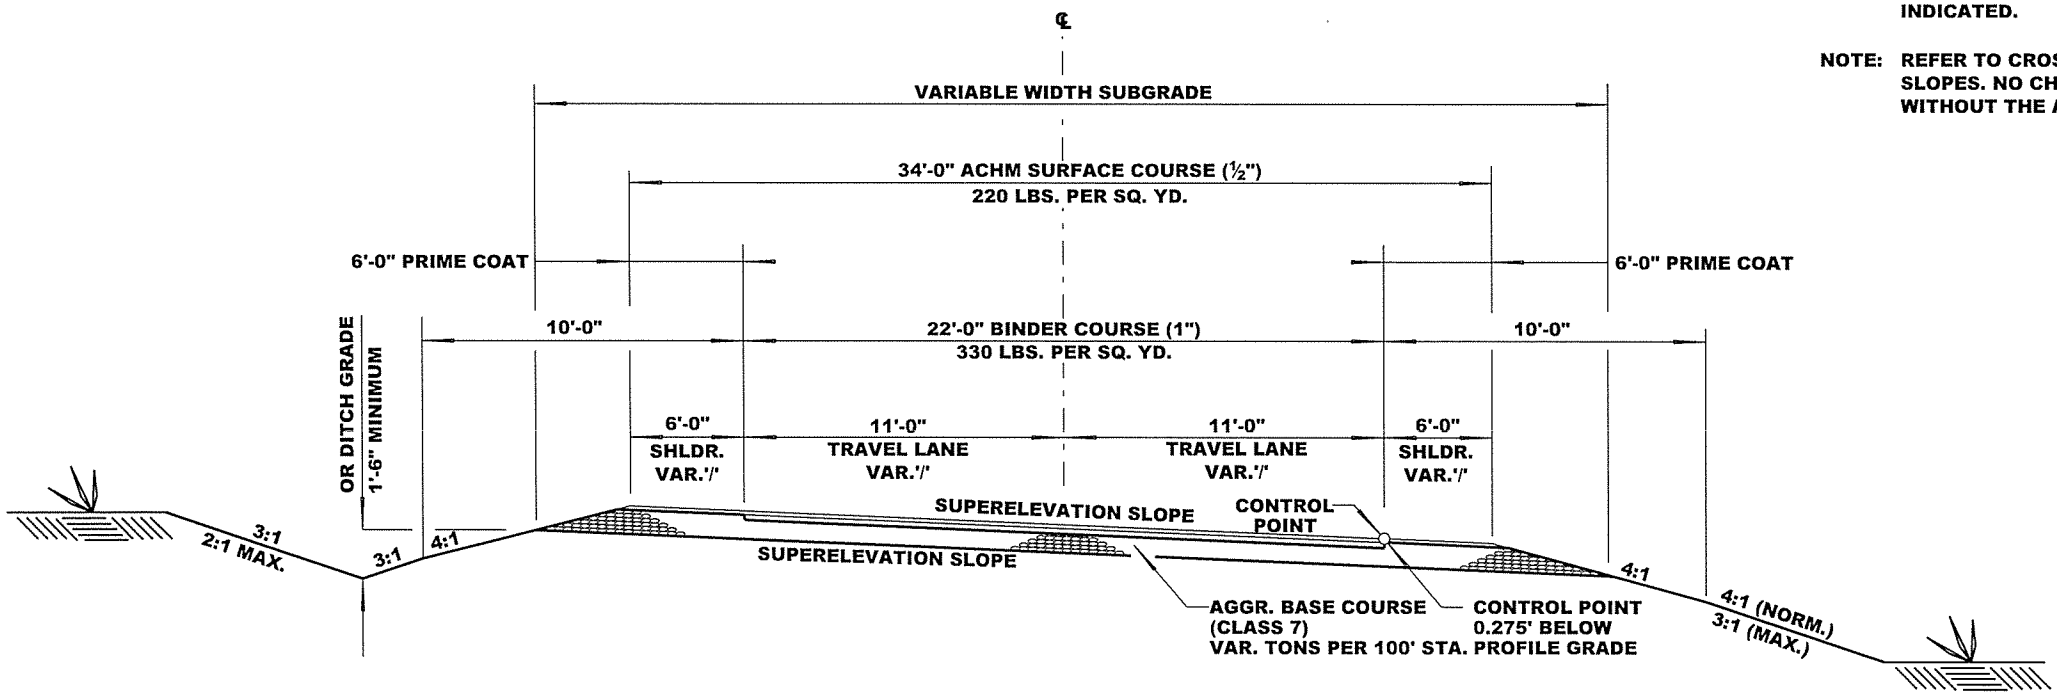 ℄
INDICATED.
NOTE: REFER TO CROS
SLOPES. NO CH
WITHOUT THE A
VARIABLE WIDTH SUBGRADE
34'-0" ACHM SURFACE COURSE (½")
220 LBS. PER SQ. YD.
6'-0" PRIME COAT
6'-0" PRIME COAT
10'-0"
22'-0" BINDER COURSE (1")
330 LBS. PER SQ. YD.
10'-0"
OR DITCH GRADE
1'-6" MINIMUM
6'-0"
SHLDR.
VAR.'/'
11'-0"
TRAVEL LANE
VAR.'/'
11'-0"
TRAVEL LANE
VAR.'/'
6'-0"
SHLDR.
VAR.'/'
SUPERELEVATION SLOPE
CONTROL
POINT
SUPERELEVATION SLOPE
3:1
2:1 MAX.
3:1
4:1
4:1
4:1 (NORM.)
3:1 (MAX.)
AGGR. BASE COURSE
(CLASS 7)
VAR. TONS PER 100' STA.
CONTROL POINT
0.275' BELOW
PROFILE GRADE